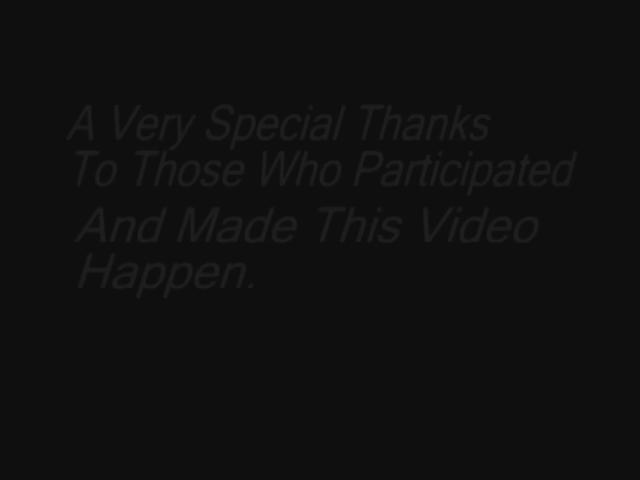 A Very Special Thanks
To Those Who Participated
And Made This Video
Happen.